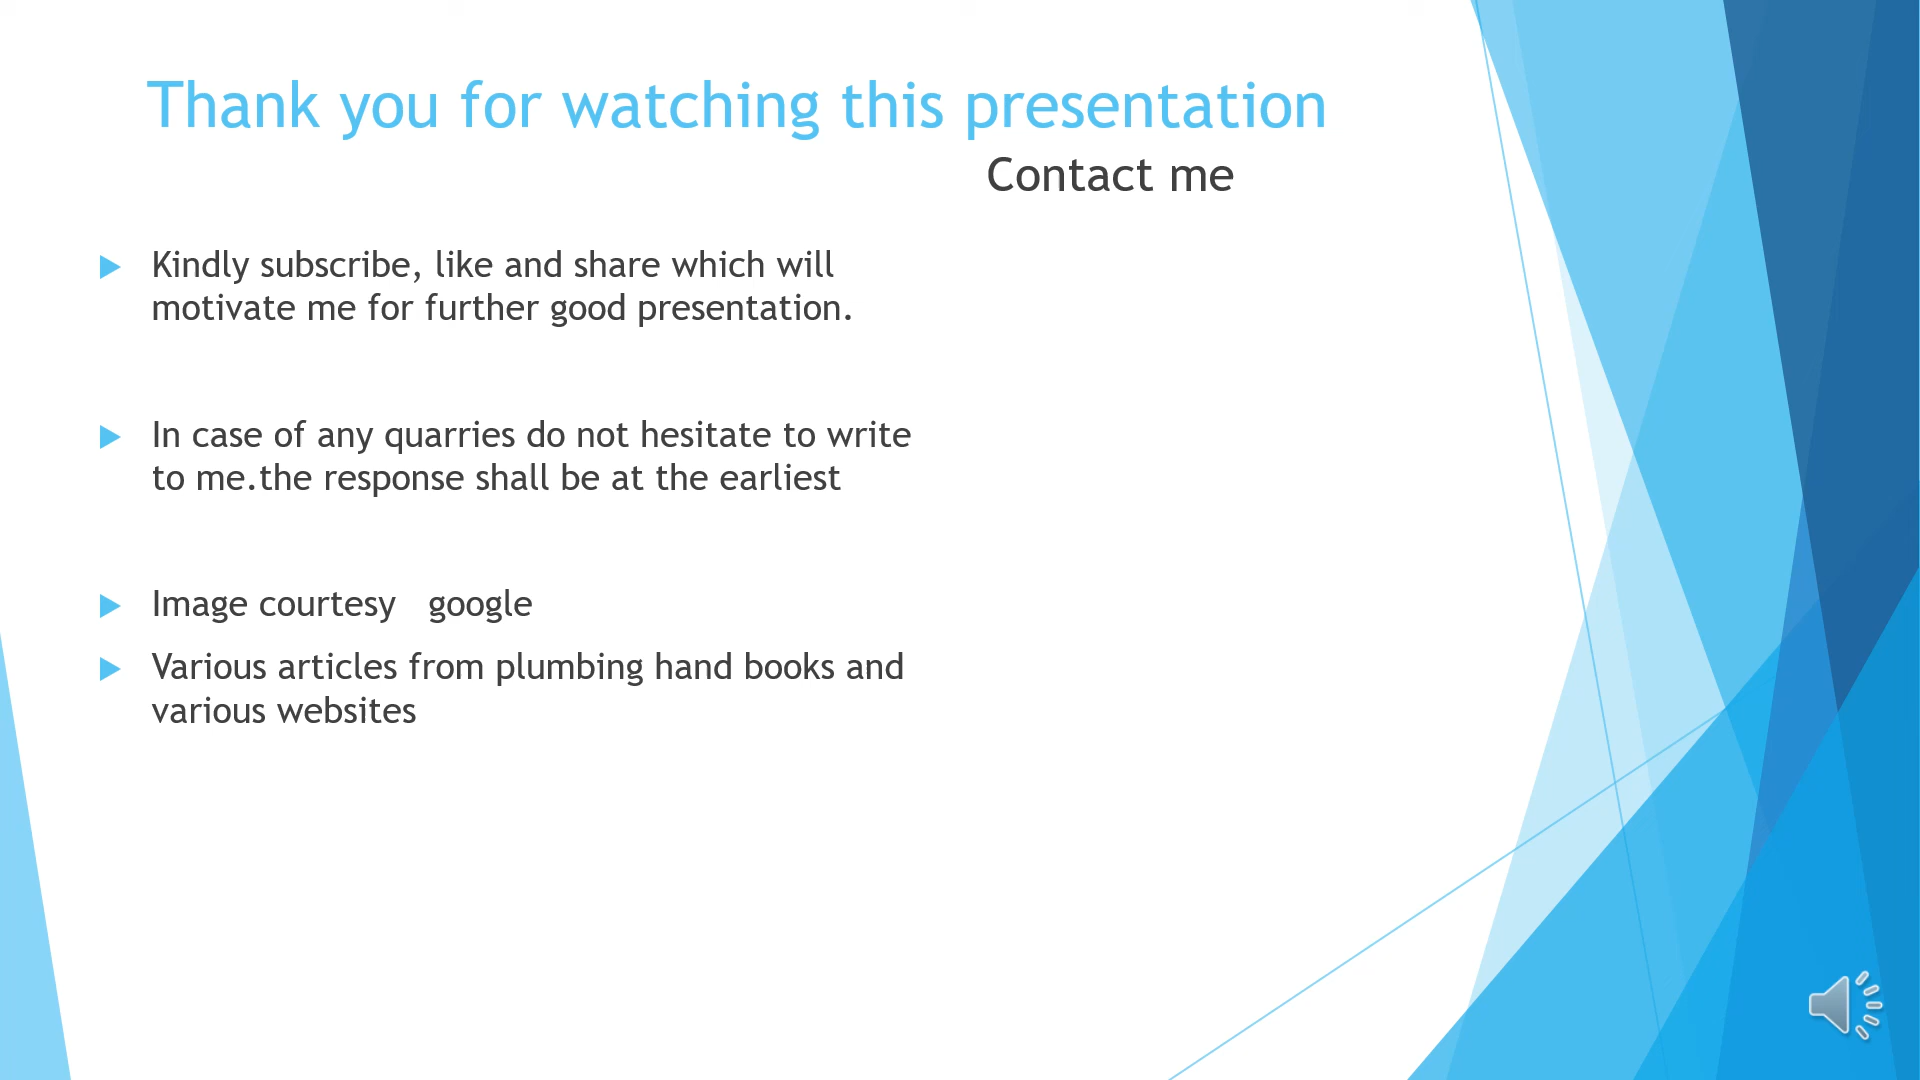 Thank you for watching this presentation
Contact me
Kindly subscribe, like and share which will
motivate me for further good presentation.
In case of any quarries do not hesitate to write
to me.the response shall be at the earliest
Image courtesy   google
Various articles from plumbing hand books and
various websites